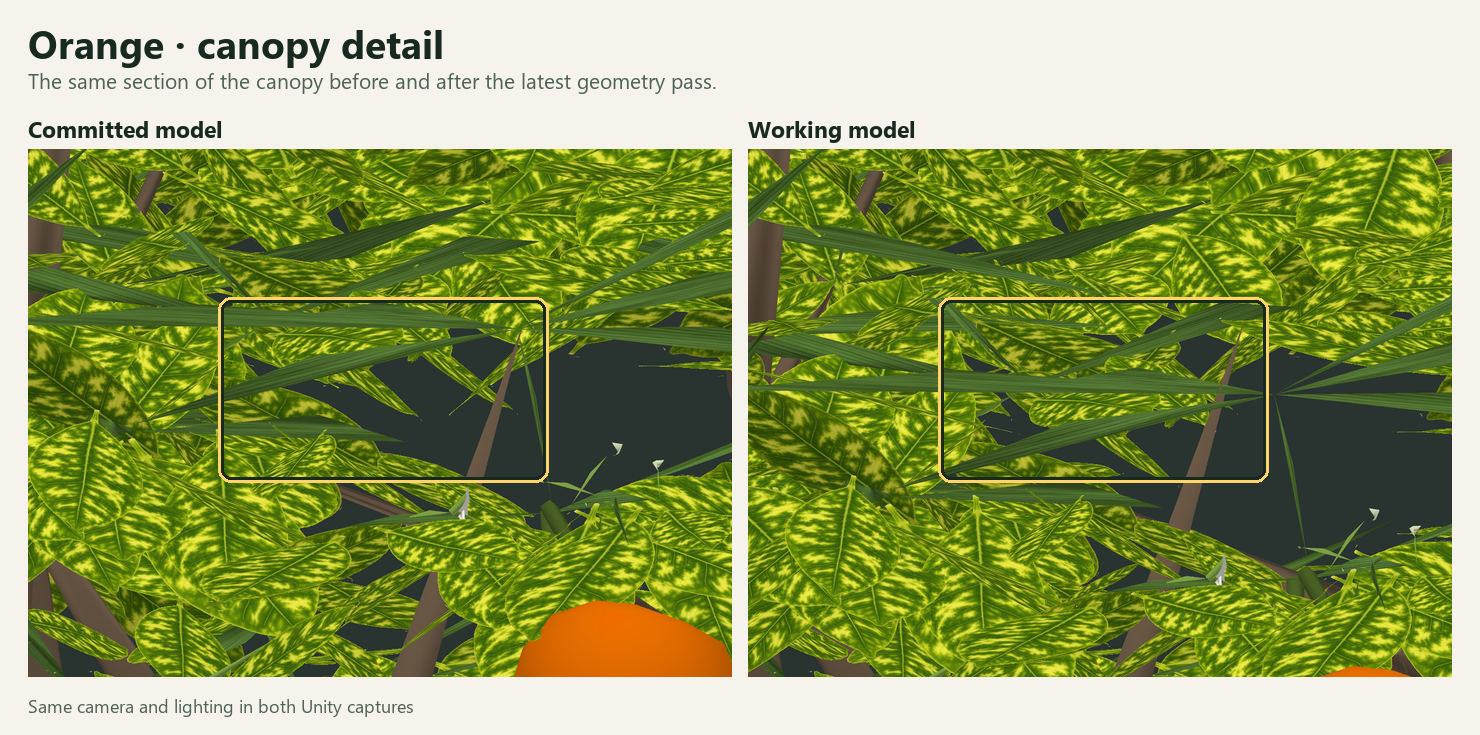 Orange · canopy detail
The same section of the canopy before and after the latest geometry pass.
Committed model
Working model
Same camera and lighting in both Unity captures